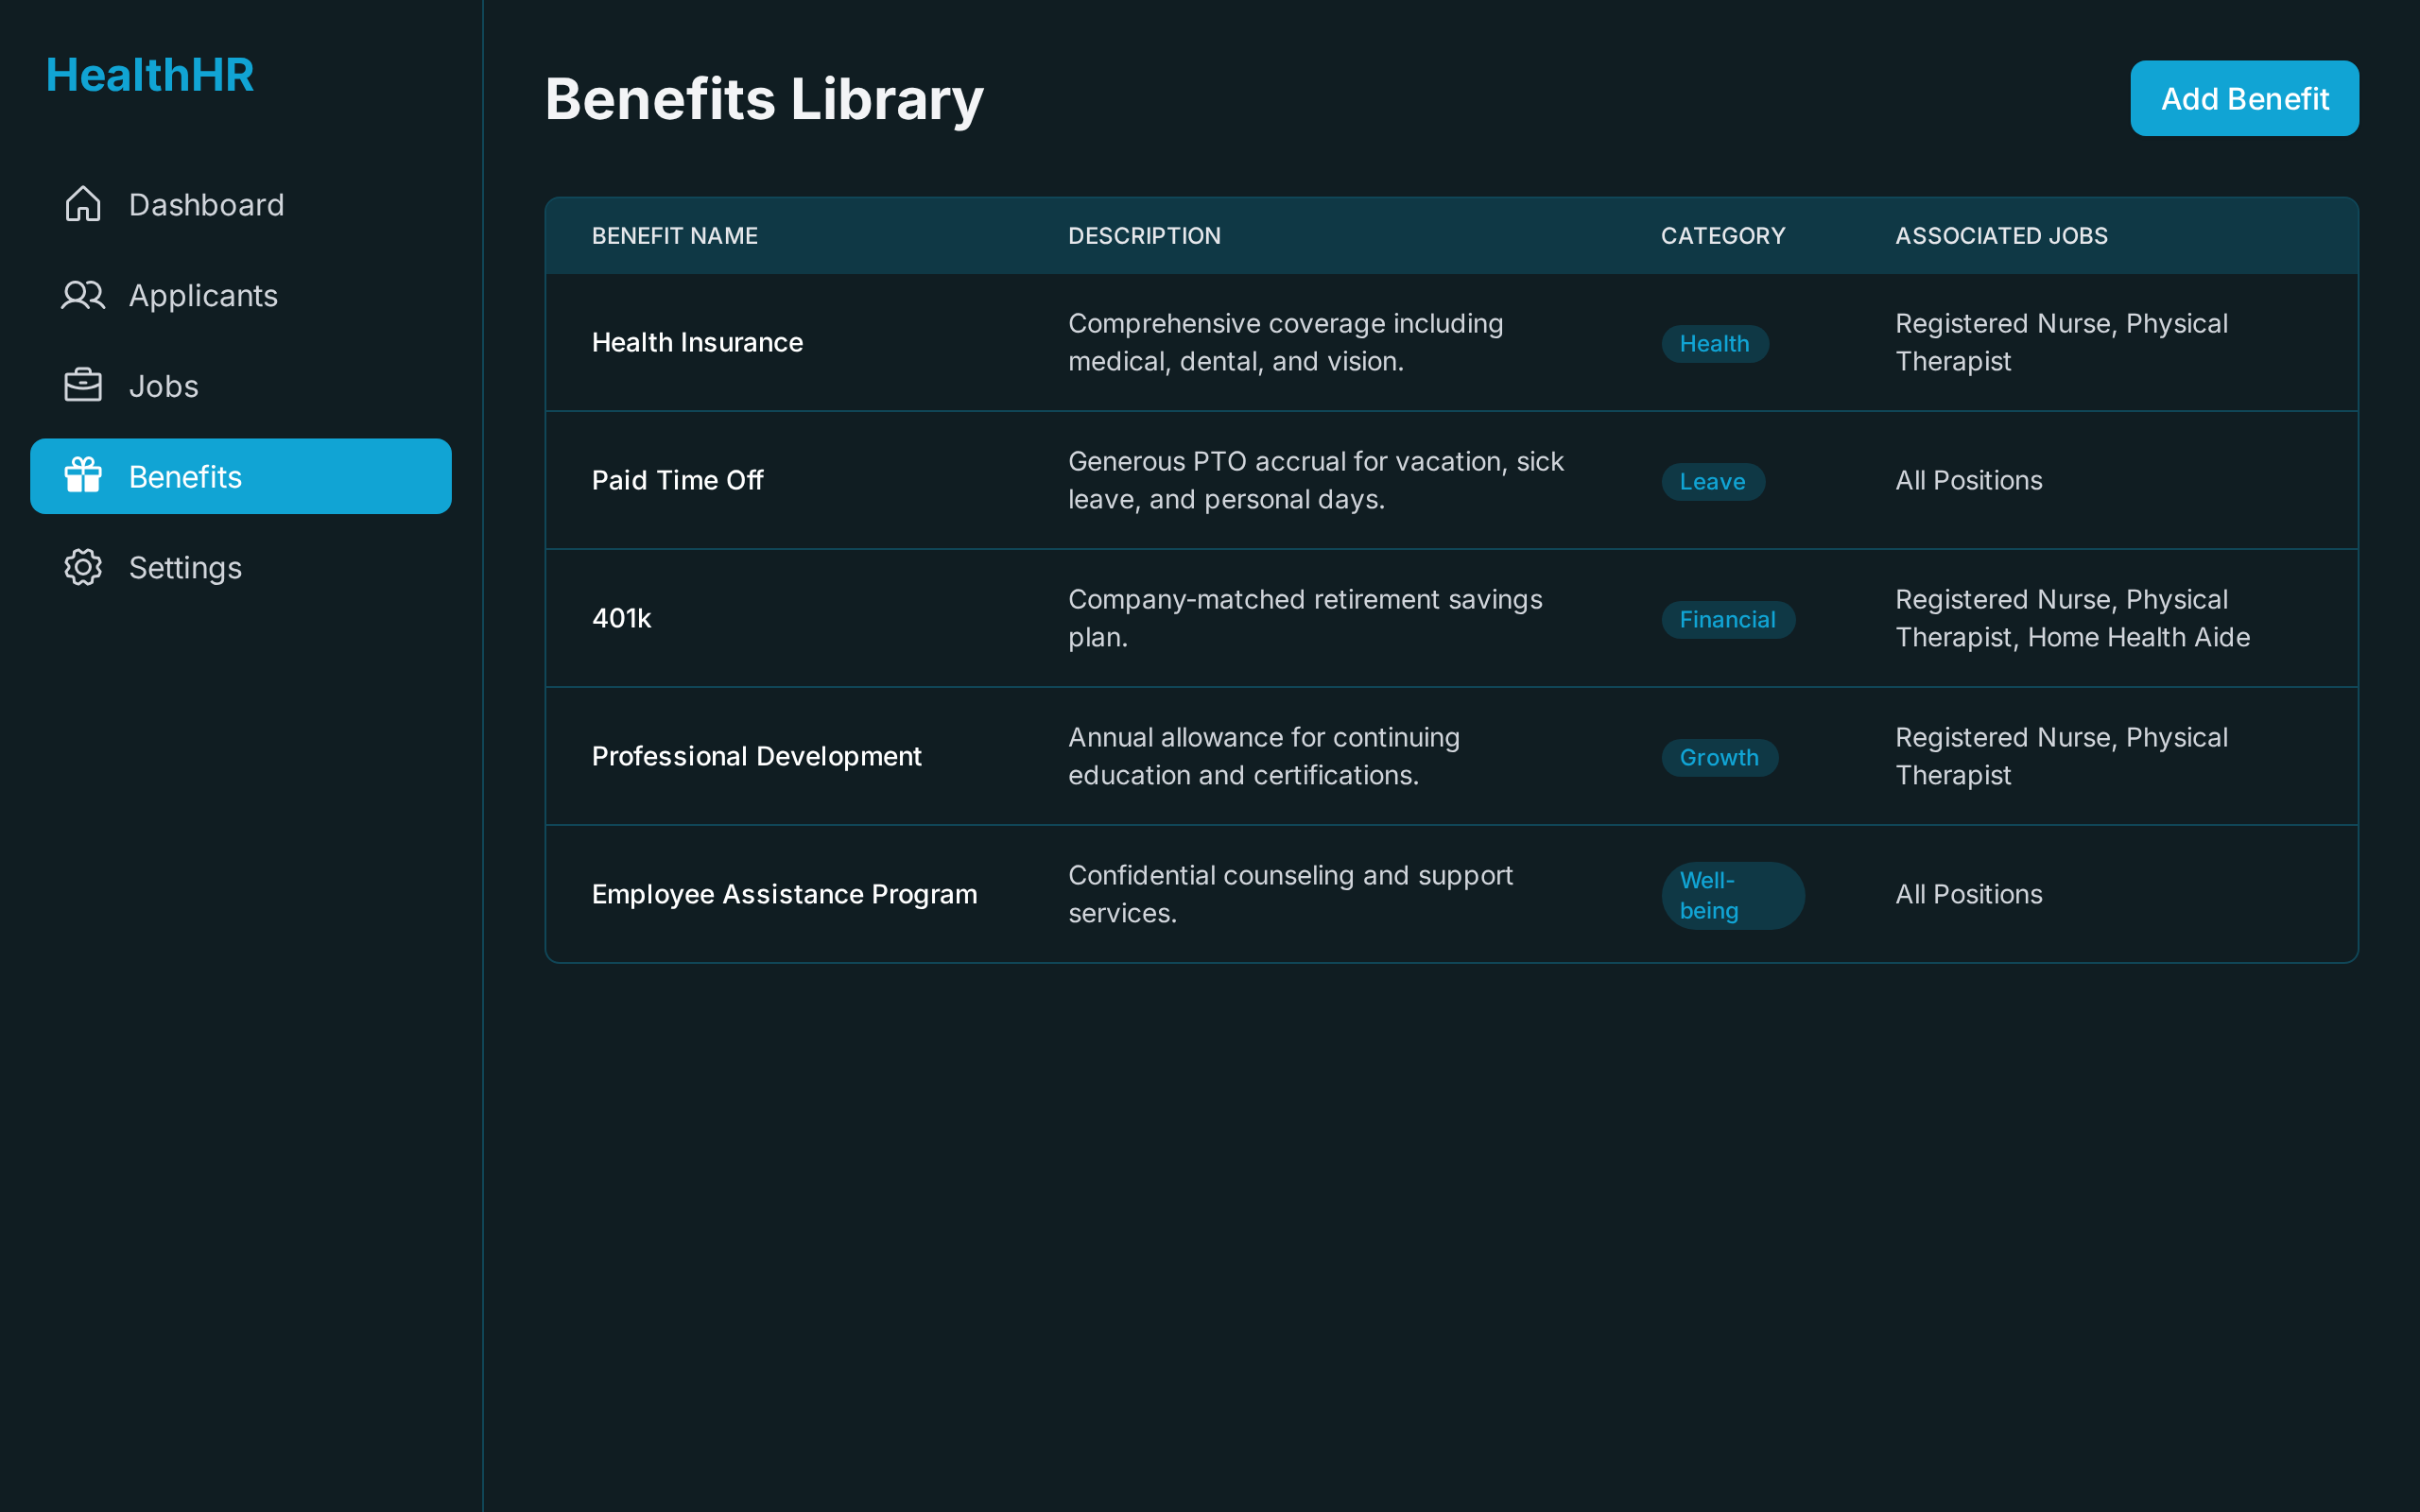 HealthHR
Dashboard
Applicants
Jobs
Benefits
Settings
Benefits Library
Add Benefit
BENEFIT NAME
DESCRIPTION
CATEGORY
ASSOCIATED JOBS
Health Insurance
Comprehensive coverage including
medical, dental, and vision.
Health
Registered Nurse, Physical
Therapist
Paid Time Off
Generous PTO accrual for vacation, sick
leave, and personal days.
Leave
All Positions
401k
Company-matched retirement savings
plan.
Financial
Registered Nurse, Physical
Therapist, Home Health Aide
Professional Development
Annual allowance for continuing
education and certifications.
Growth
Registered Nurse, Physical
Therapist
Employee Assistance Program
Confidential counseling and support
services.
Well-
being
All Positions